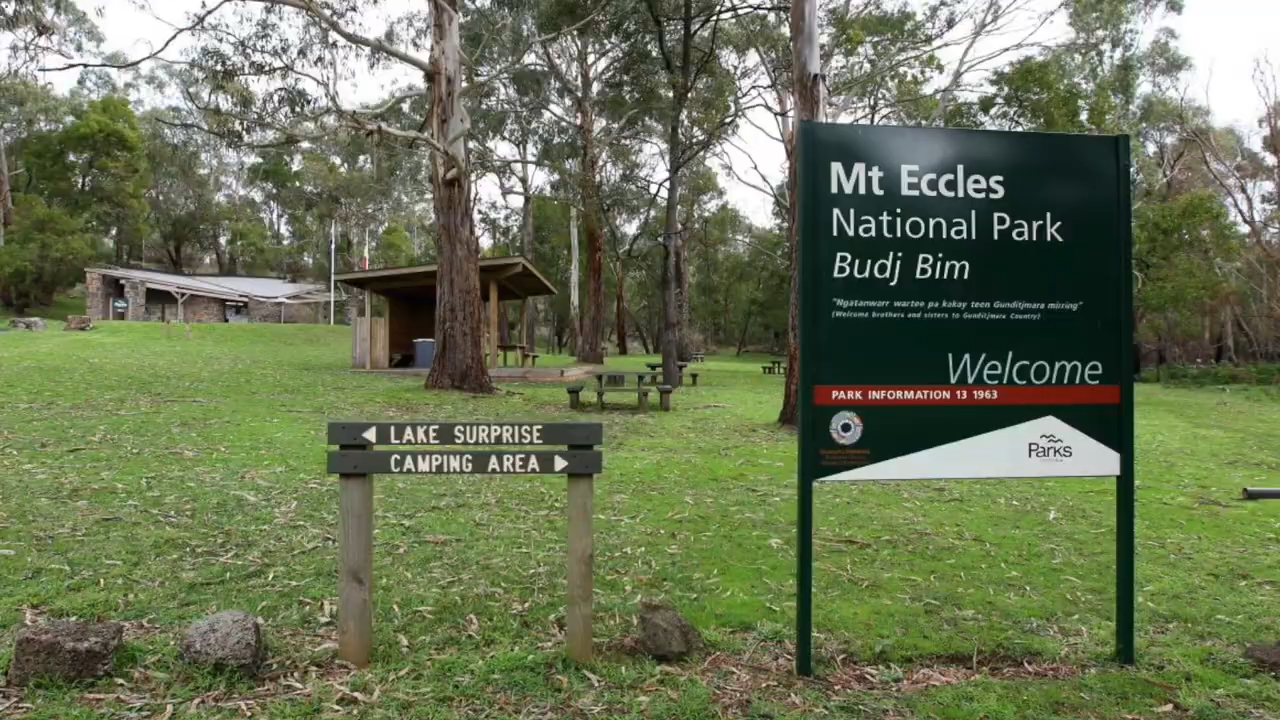 Mt Eccles
National Park
Budj Bim
"Ngatanwarr wartee pa kakay teen Gunditjmara mirring"
(Welcome brothers and sisters to Gunditjmara Country)
Welcome
PARK INFORMATION 13 1963
Parks
LAKE SURPRISE
CAMPING AREA